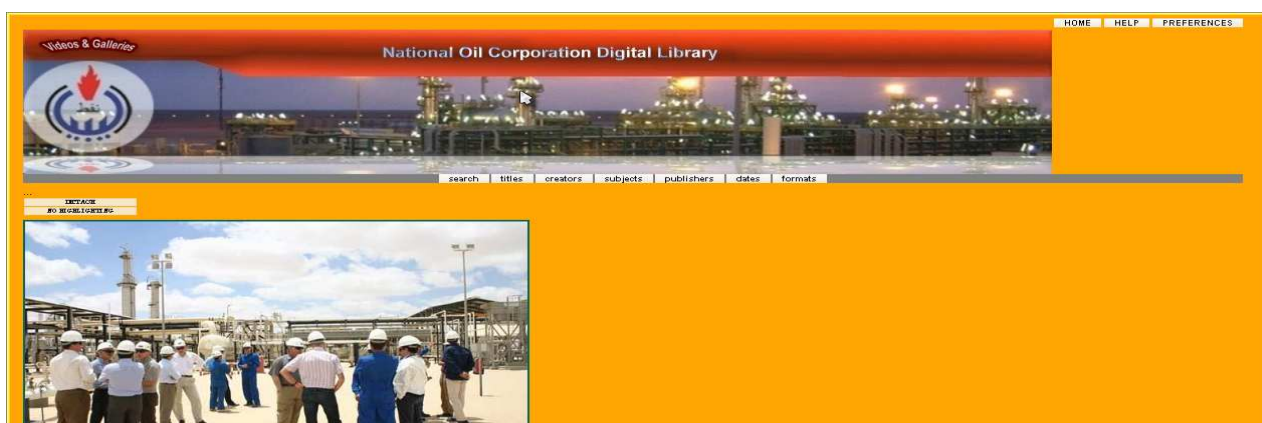 HOME HELP PREFERENCES
Videos & Galleries
National Oil Corporation Digital Library
search titles creators subjects publishers dates formats
...
DETACH
NO HIGHLIGHTING